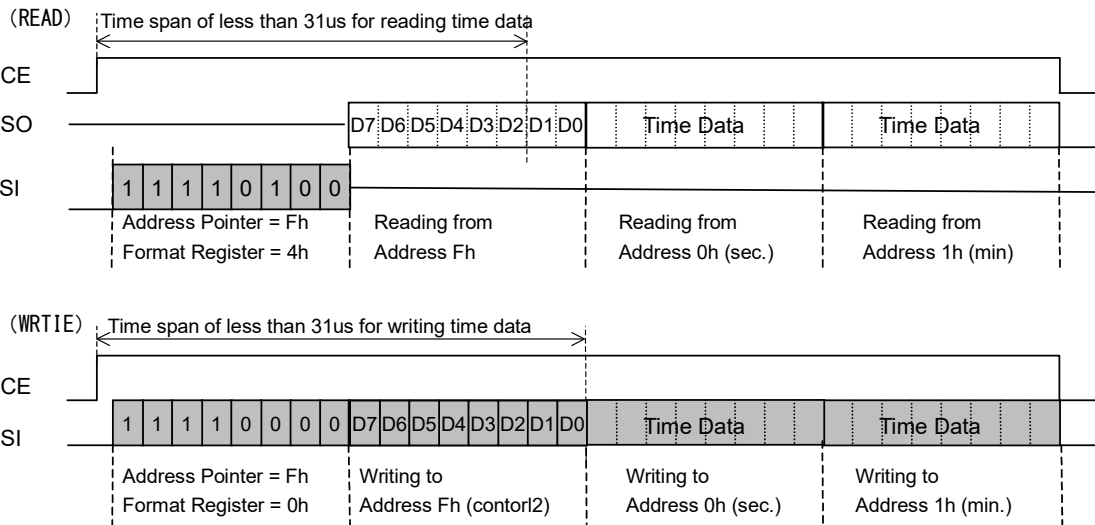 (READ) Time span of less than 31us for reading time data
CE
SO D7 D6 D5 D4 D3 D2 D1 D0 Time Data Time Data
SI 1 1 1 1 0 1 0 0
Address Pointer = Fh Reading from Reading from Reading from
Format Register = 4h Address Fh Address 0h (sec.) Address 1h (min)
(WRTIE) Time span of less than 31us for writing time data
CE
SI 1 1 1 1 0 0 0 0 D7 D6 D5 D4 D3 D2 D1 D0 Time Data Time Data
Address Pointer = Fh Writing to Writing to Writing to
Format Register = 0h Address Fh (contorl2) Address 0h (sec.) Address 1h (min.)